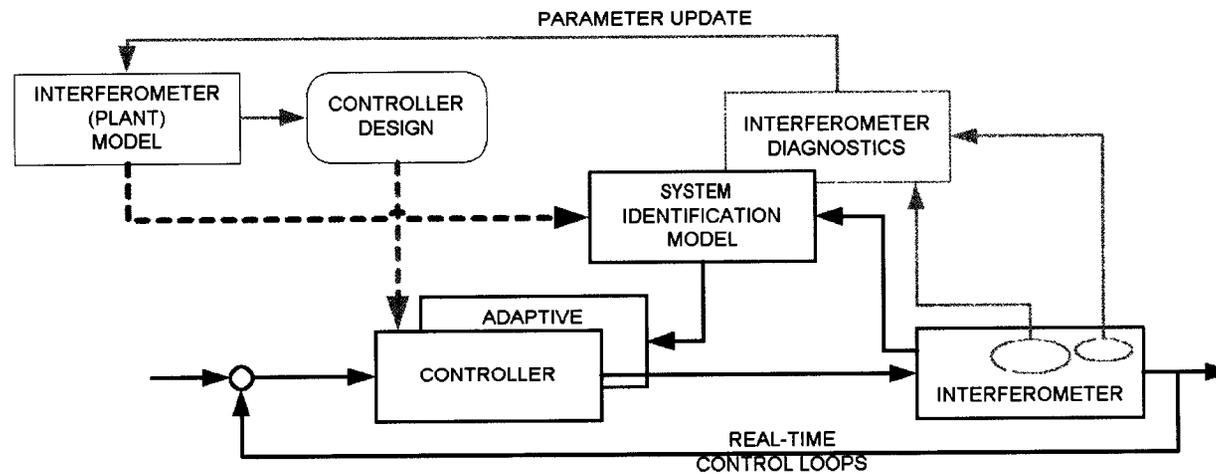 PARAMETER UPDATE
INTERFEROMETER
(PLANT)
MODEL
CONTROLLER
DESIGN
INTERFEROMETER
DIAGNOSTICS
SYSTEM
IDENTIFICATION
MODEL
ADAPTIVE
CONTROLLER
INTERFEROMETER
REAL-TIME
CONTROL LOOPS